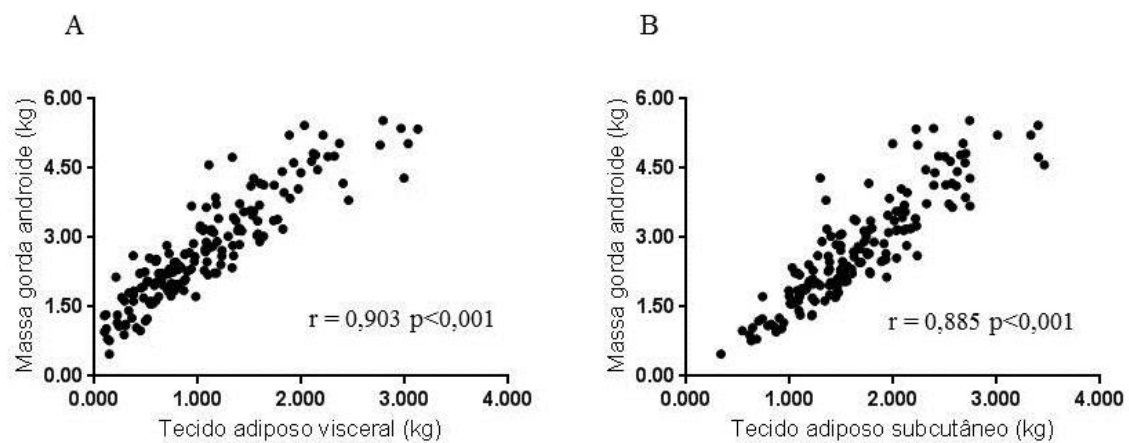 A
Massa gorda androide (kg)
6.00
4.50
3.00
1.50
0.00
r = 0,903 p<0,001
0.000 1.000 2.000 3.000 4.000
Tecido adiposo visceral (kg)
B
Massa gorda androide (kg)
6.00
4.50
3.00
1.50
0.00
r = 0,885 p<0,001
0.000 1.000 2.000 3.000 4.000
Tecido adiposo subcutâneo (kg)